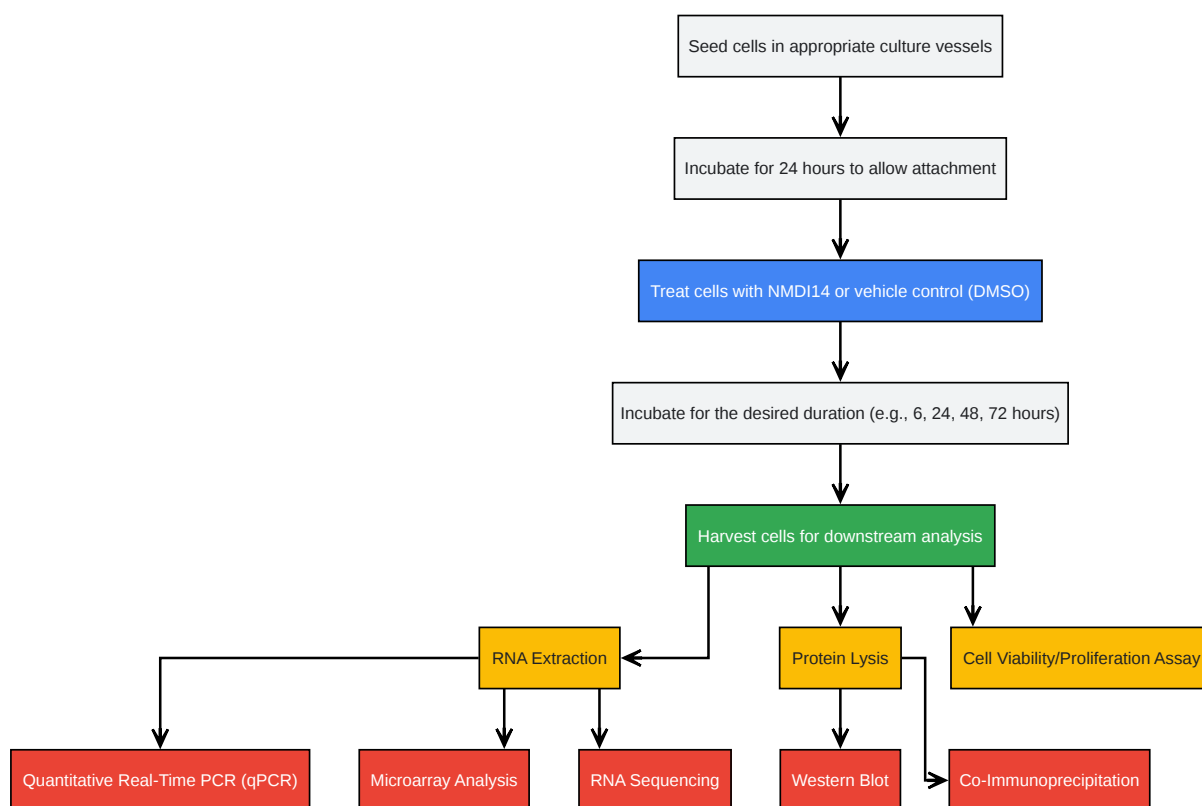 Seed cells in appropriate culture vessels
Incubate for 24 hours to allow attachment
Treat cells with NMDI14 or vehicle control (DMSO)
Incubate for the desired duration (e.g., 6, 24, 48, 72 hours)
Harvest cells for downstream analysis
RNA Extraction
Protein Lysis
Cell Viability/Proliferation Assay
Quantitative Real-Time PCR (qPCR)
Microarray Analysis
RNA Sequencing
Western Blot
Co-Immunoprecipitation